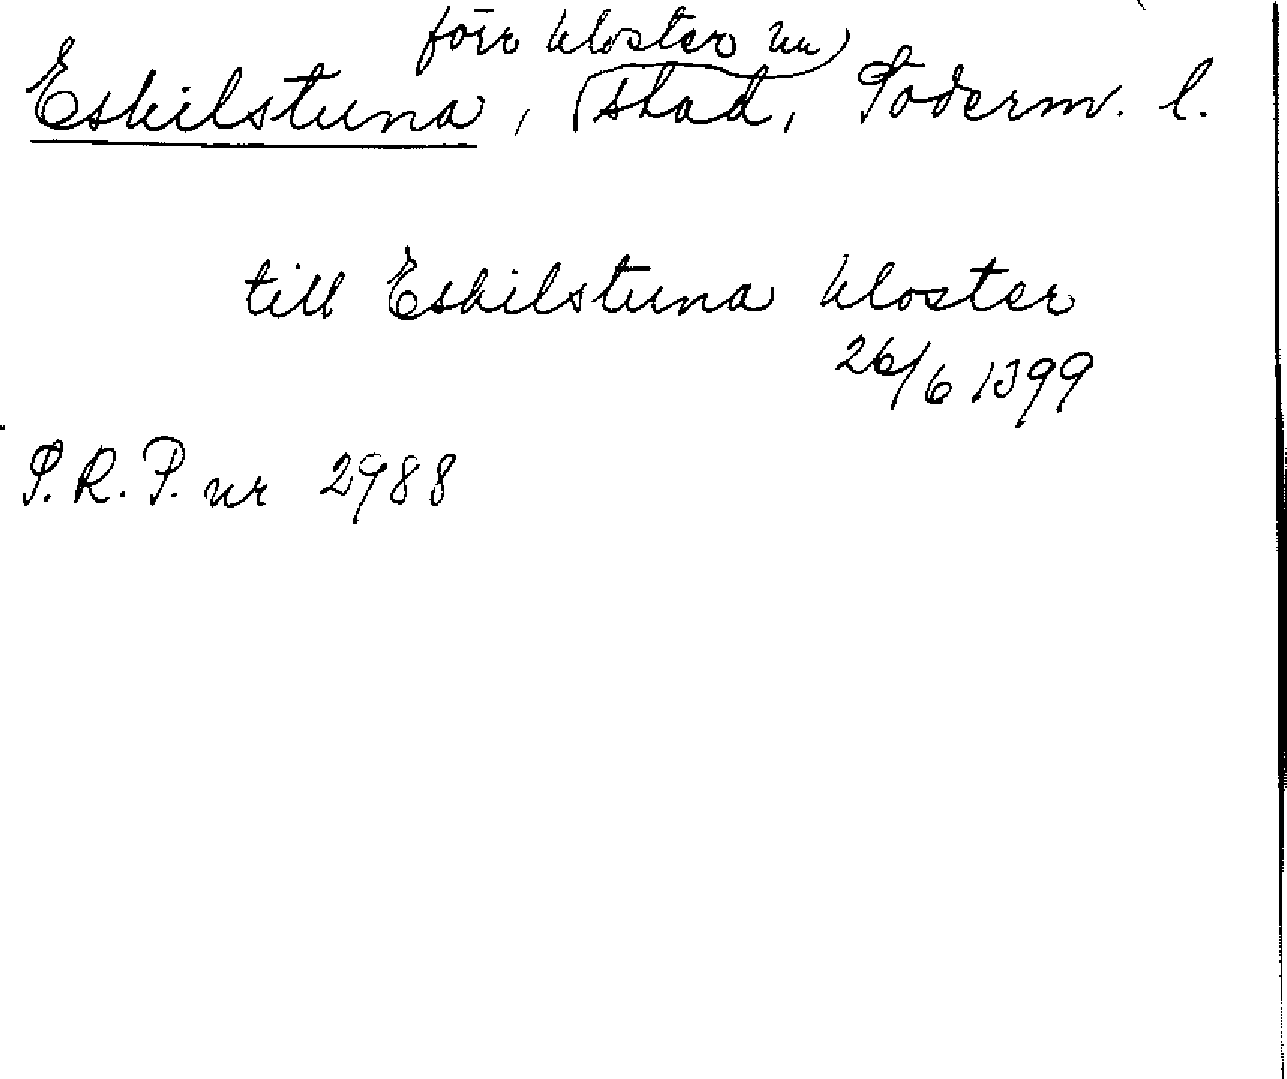 förr kloster nu
Eskilstuna, stad, Söderm. l.
till Eskilstuna kloster
26/6 1399
S.R.P. nr 2988